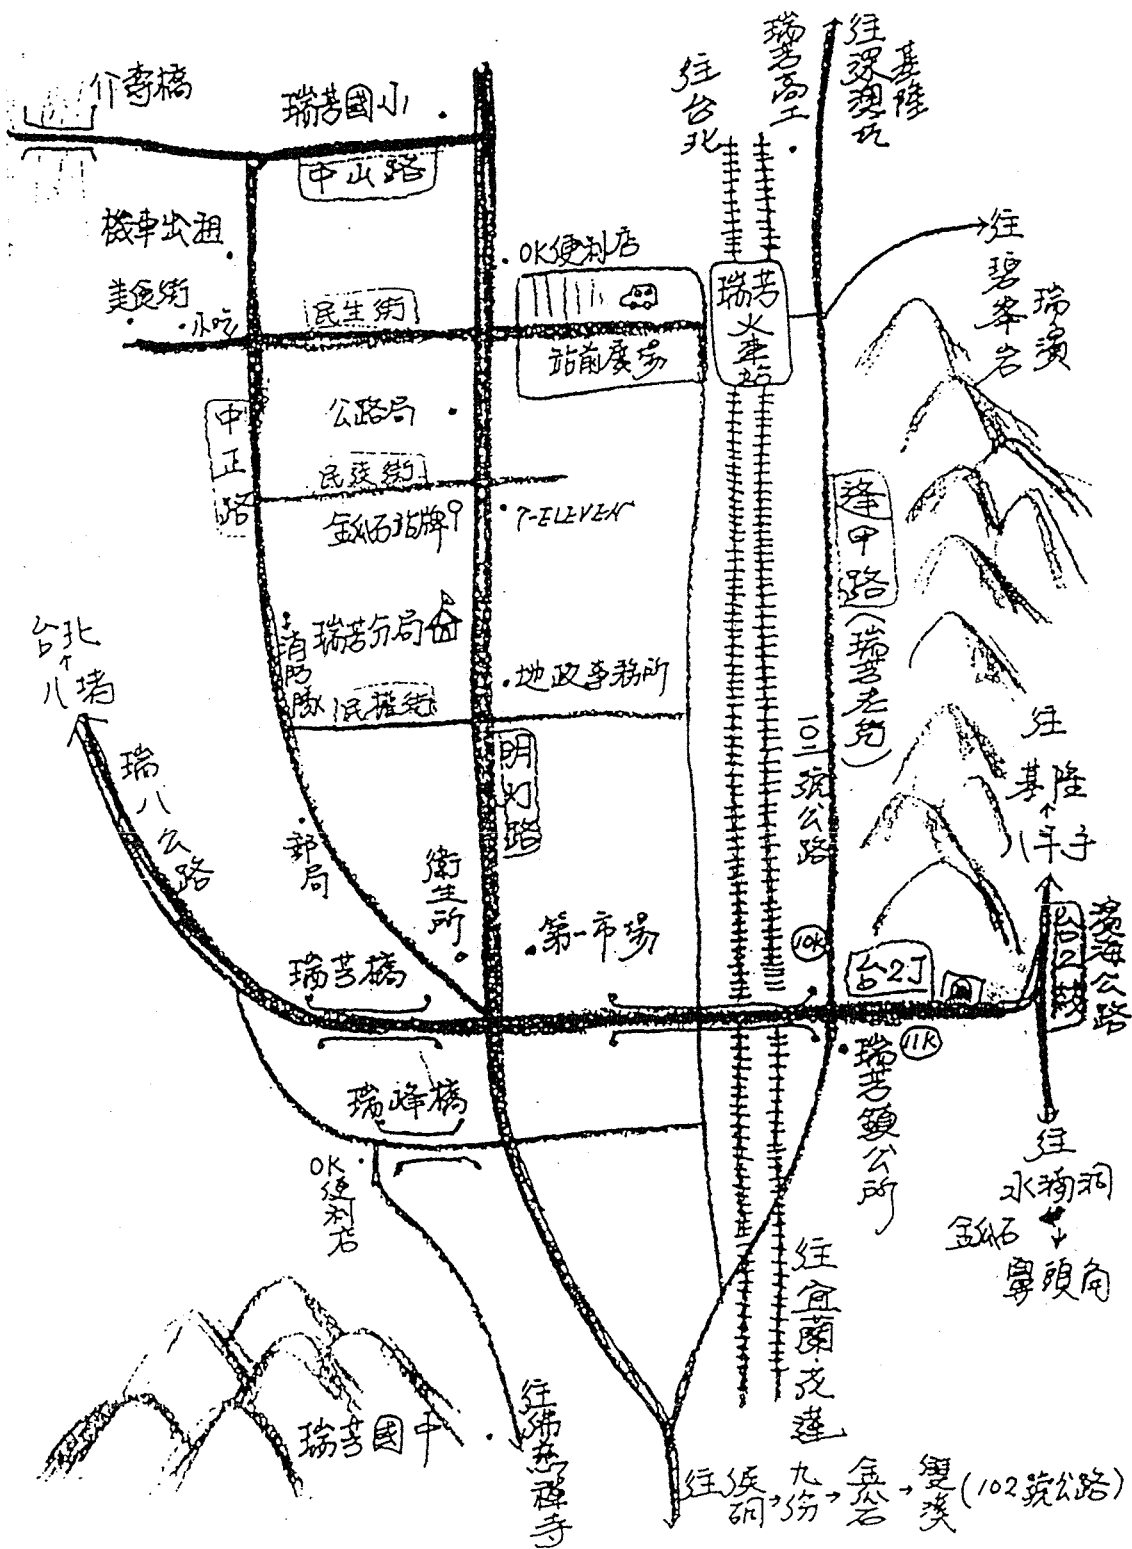 介壽橋
瑞芳國小
往台北
瑞芳高工
往深澳坑
基隆
中山路
機車出租
美食街
小吃
民生街
OK便利店
站前廣場
瑞芳火車站
往碧峯岩
瑞濱
中正路
公路局
民族街
金瓜石站牌
7-ELEVEN
逢甲路(瑞芳老街)
台北
八堵
瑞八公路
消防隊
瑞芳分局
民權街
地政事務所
明灯路
一0二號公路
往
基隆
八斗子
郵局
衛生所
第一市場
10K
台2丁
台2線
濱海公路
瑞芳橋
11K
瑞芳鎮公所
瑞峰橋
OK便利店
往
水湳洞
金瓜石
鼻頭角
往宜蘭.花蓮
瑞芳國中
往佛慈禪寺
往侯硐→九份→金瓜石→雙溪(102號公路)